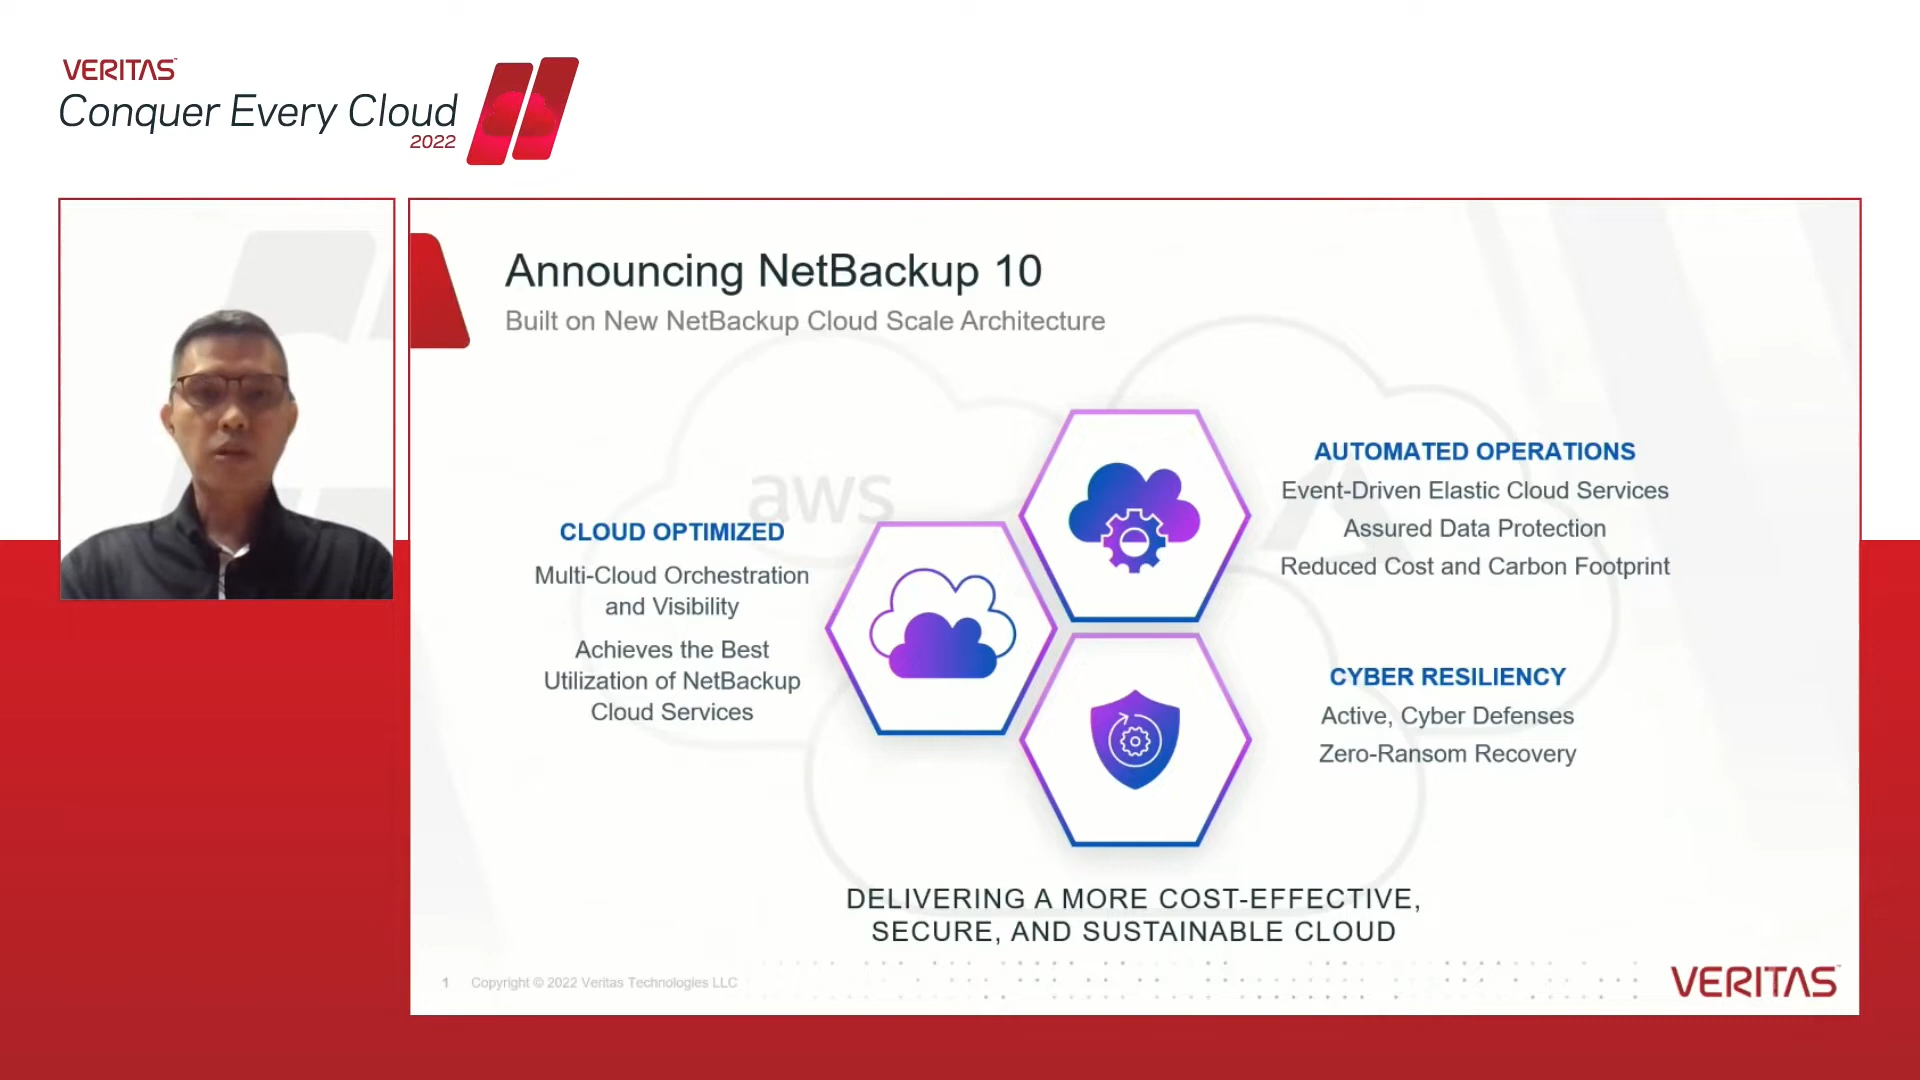 VERITAS
Conquer Every Cloud
2022
Announcing NetBackup 10
Built on New NetBackup Cloud Scale Architecture
aws
CLOUD OPTIMIZED
Multi-Cloud Orchestration
and Visibility
Achieves the Best
Utilization of NetBackup
Cloud Services
AUTOMATED OPERATIONS
Event-Driven Elastic Cloud Services
Assured Data Protection
Reduced Cost and Carbon Footprint
CYBER RESILIENCY
Active, Cyber Defenses
Zero-Ransom Recovery
DELIVERING A MORE COST-EFFECTIVE,
SECURE, AND SUSTAINABLE CLOUD
1 Copyright © 2022 Veritas Technologies LLC
VERITAS